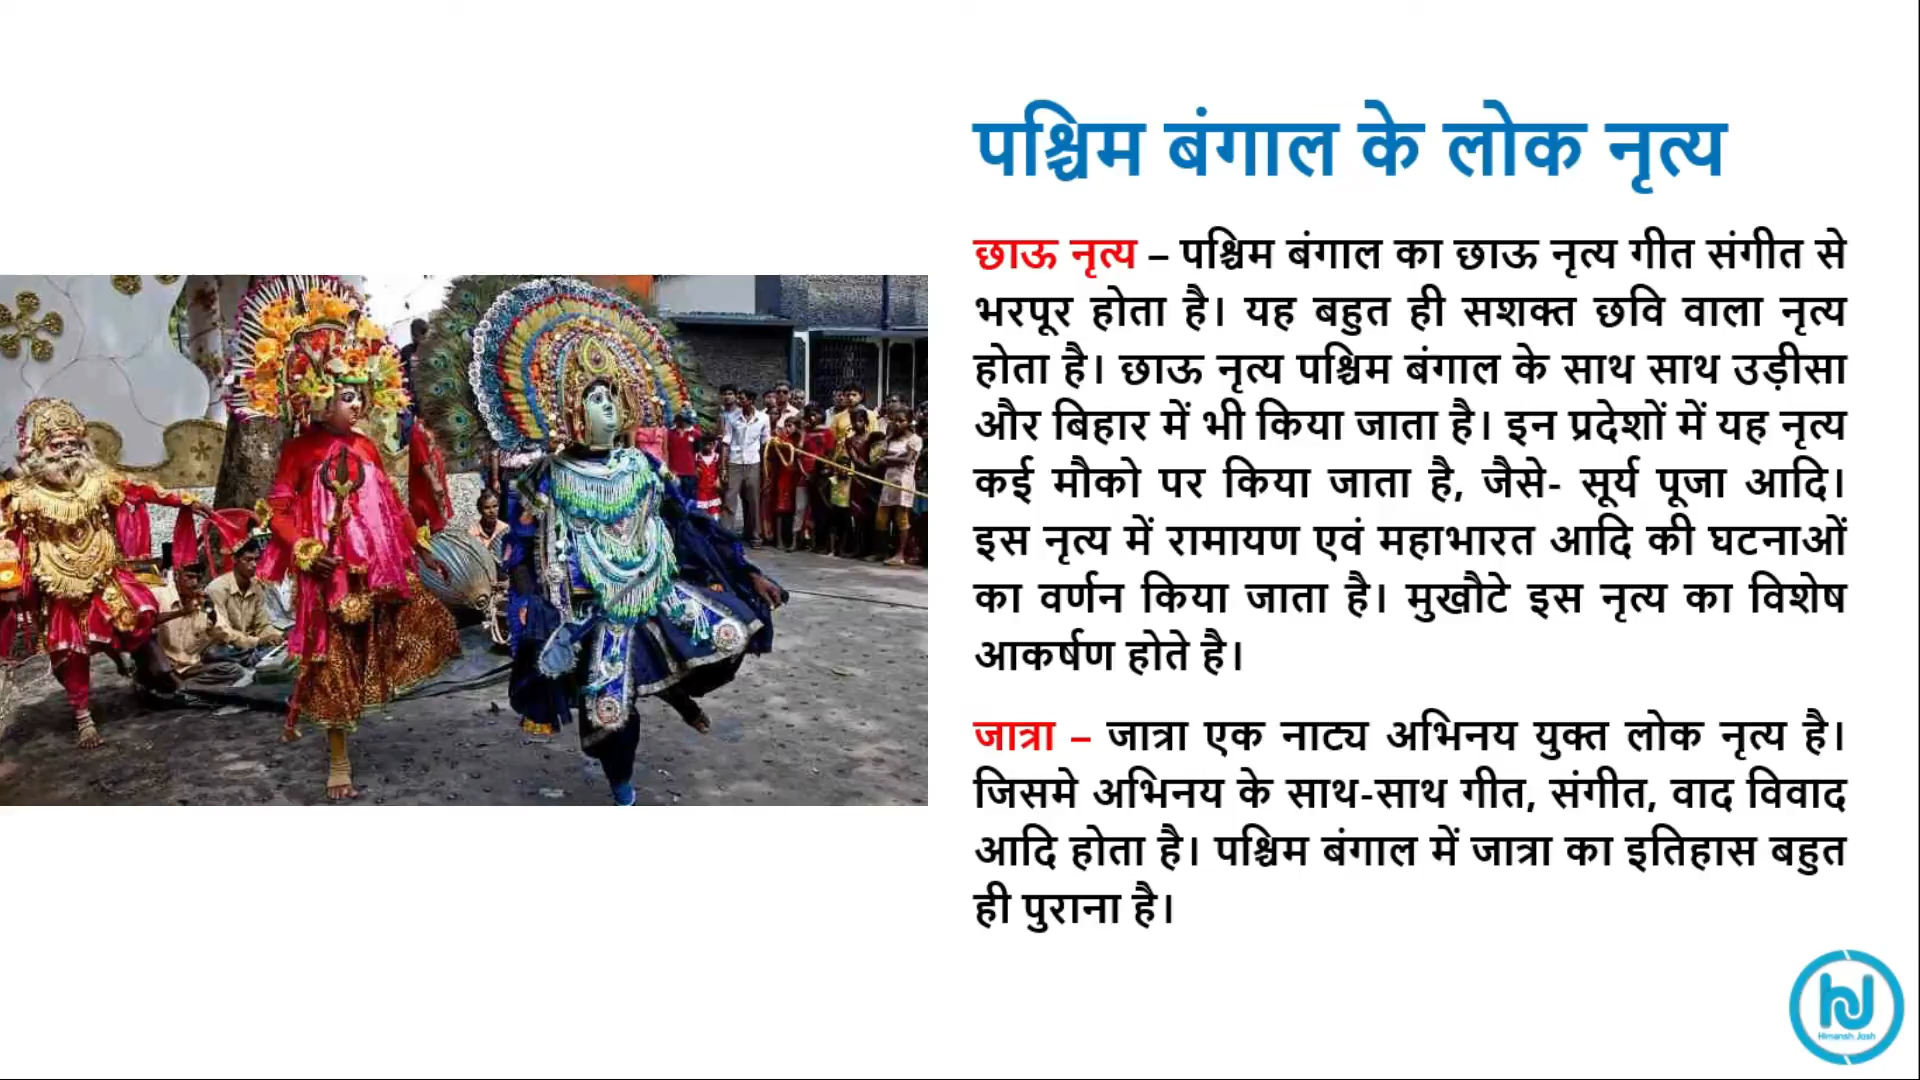 पश्चिम बंगाल के लोक नृत्य
छाऊ नृत्य – पश्चिम बंगाल का छाऊ नृत्य गीत संगीत से
भरपूर होता है। यह बहुत ही सशक्त छवि वाला नृत्य
होता है। छाऊ नृत्य पश्चिम बंगाल के साथ साथ उड़ीसा
और बिहार में भी किया जाता है। इन प्रदेशों में यह नृत्य
कई मौको पर किया जाता है, जैसे- सूर्य पूजा आदि।
इस नृत्य में रामायण एवं महाभारत आदि की घटनाओं
का वर्णन किया जाता है। मुखौटे इस नृत्य का विशेष
आकर्षण होते है।
जात्रा – जात्रा एक नाट्य अभिनय युक्त लोक नृत्य है।
जिसमे अभिनय के साथ-साथ गीत, संगीत, वाद विवाद
आदि होता है। पश्चिम बंगाल में जात्रा का इतिहास बहुत
ही पुराना है।
HJ
Himansh Josh